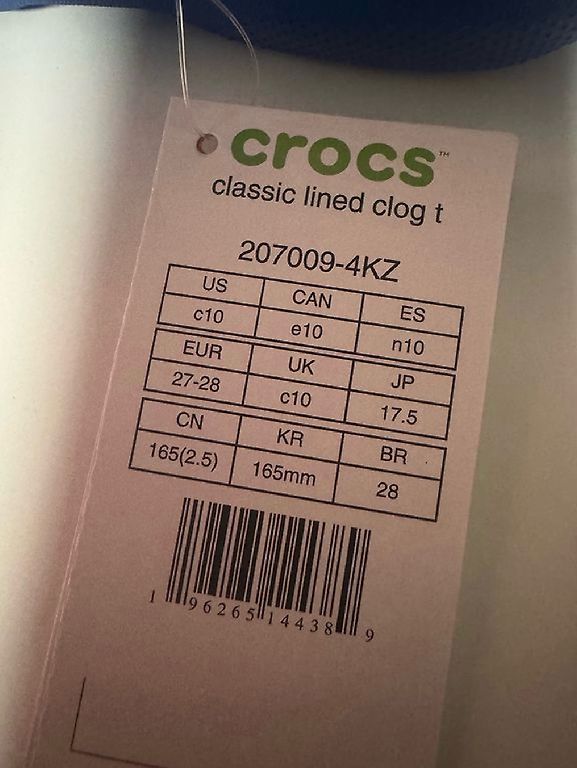 crocs™
classic lined clog t
207009-4KZ
US CAN ES
c10 e10 n10
EUR UK JP
27-28 c10 17.5
CN KR BR
165(2.5) 165mm 28
1 96265 14438 9